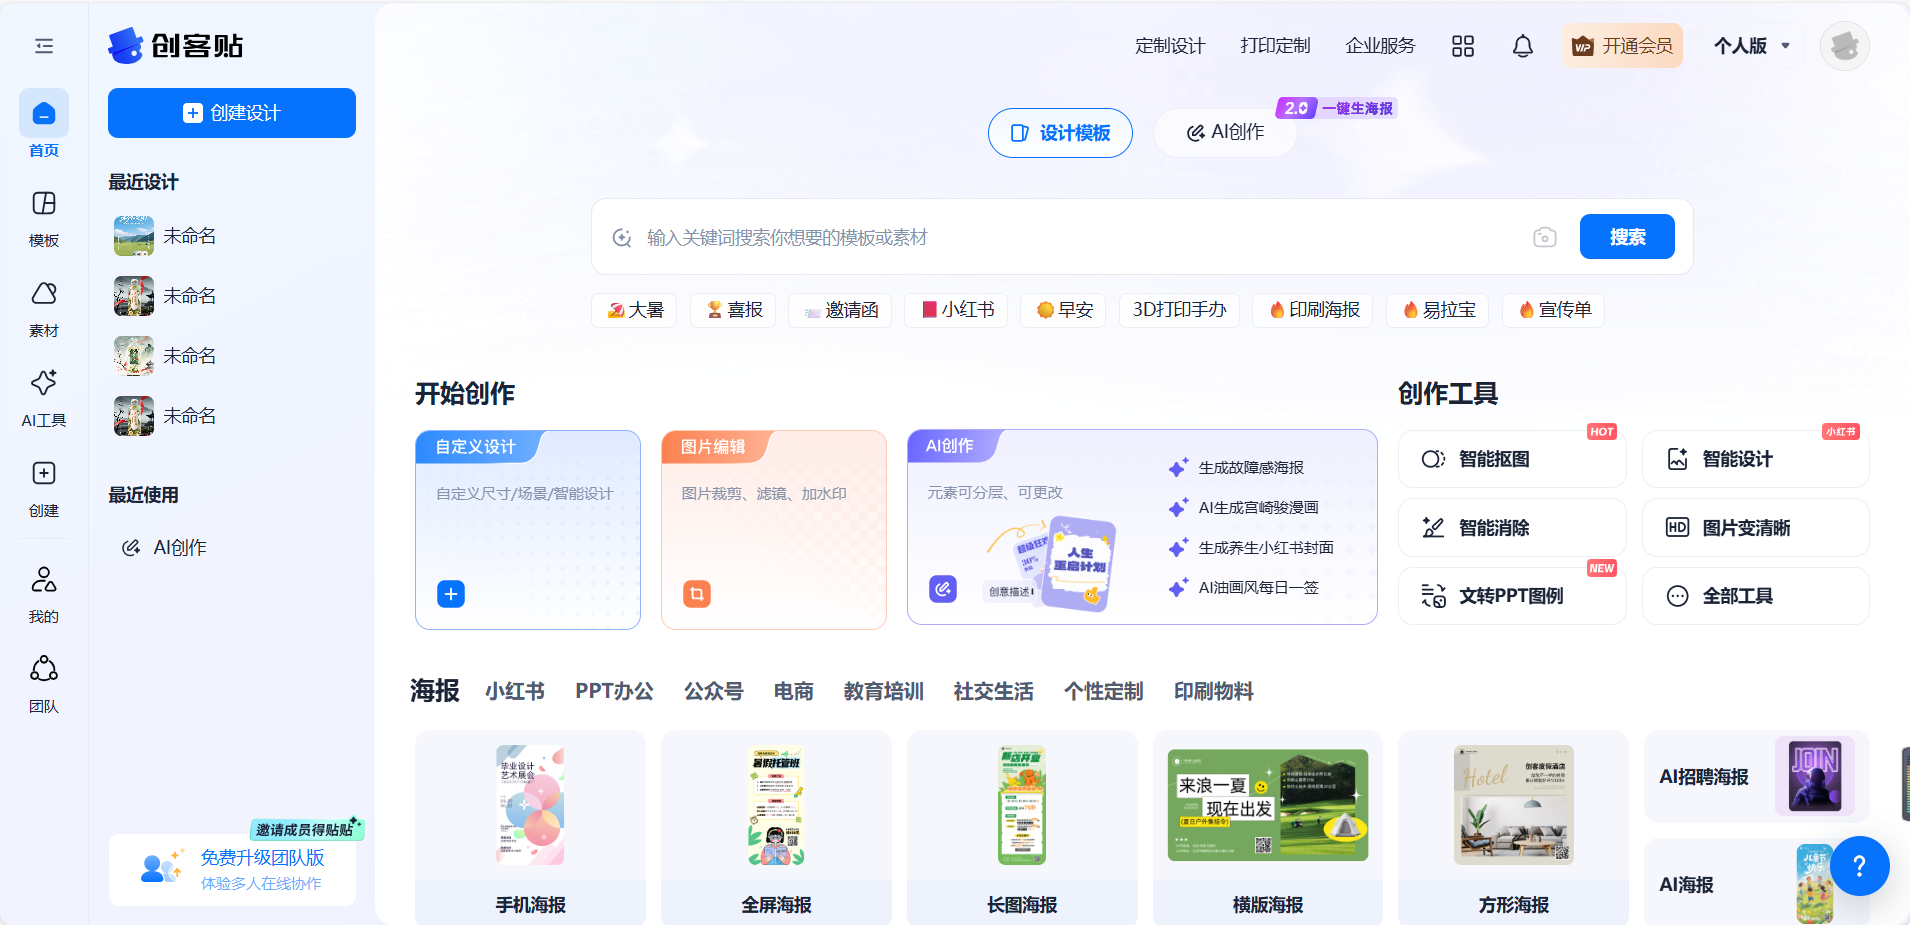 创客贴
定制设计
打印定制
企业服务
VIP 开通会员
个人版
首页
模板
素材
AI工具
创建
我的
团队
创建设计
最近设计
未命名
未命名
未命名
未命名
最近使用
AI创作
邀请成员得贴贴
免费升级团队版
体验多人在线协作
设计模板
AI创作
2.0 一键生海报
输入关键词搜索你想要的模板或素材
搜索
大暑
喜报
邀请函
小红书
早安
3D打印手办
印刷海报
易拉宝
宣传单
开始创作
自定义设计
自定义尺寸/场景/智能设计
图片编辑
图片裁剪、滤镜、加水印
AI创作
元素可分层、可更改
人生
重启计划
创意描述
生成故障感海报
AI生成宫崎骏漫画
生成养生小红书封面
AI油画风每日一签
创作工具
智能抠图
HOT
智能设计
小红书
智能消除
HD 图片变清晰
文转PPT图例
NEW
全部工具
海报
小红书
PPT办公
公众号
电商
教育培训
社交生活
个性定制
印刷物料
毕业设计
艺术展会
手机海报
暑假托管班
全屏海报
新店开业
长图海报
来浪一夏
现在出发
横版海报
Hotel
创客度假酒店
方形海报
AI招聘海报
JOIN
AI海报
儿童节
快乐
?